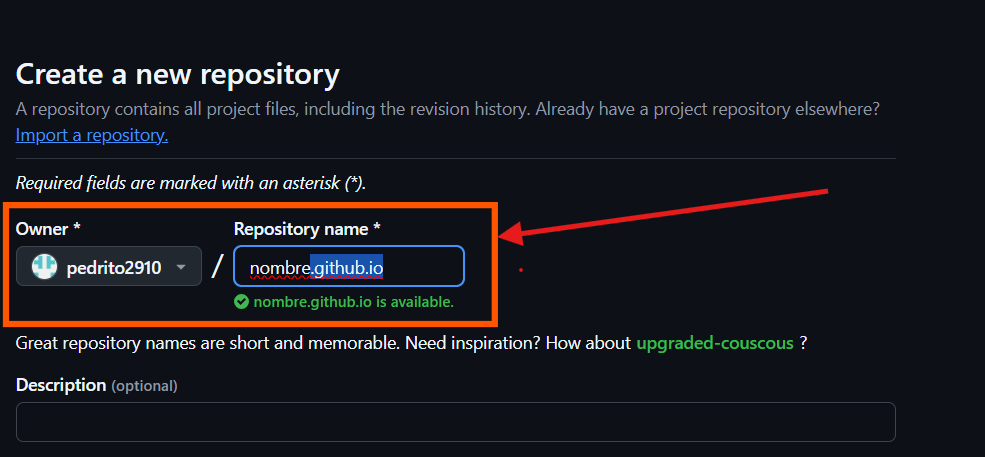 Create a new repository
A repository contains all project files, including the revision history. Already have a project repository elsewhere?
Import a repository.
Required fields are marked with an asterisk (*).
Owner * Repository name *
pedrito2910 / nombre.github.io
nombre.github.io is available.
Great repository names are short and memorable. Need inspiration? How about upgraded-couscous ?
Description (optional)